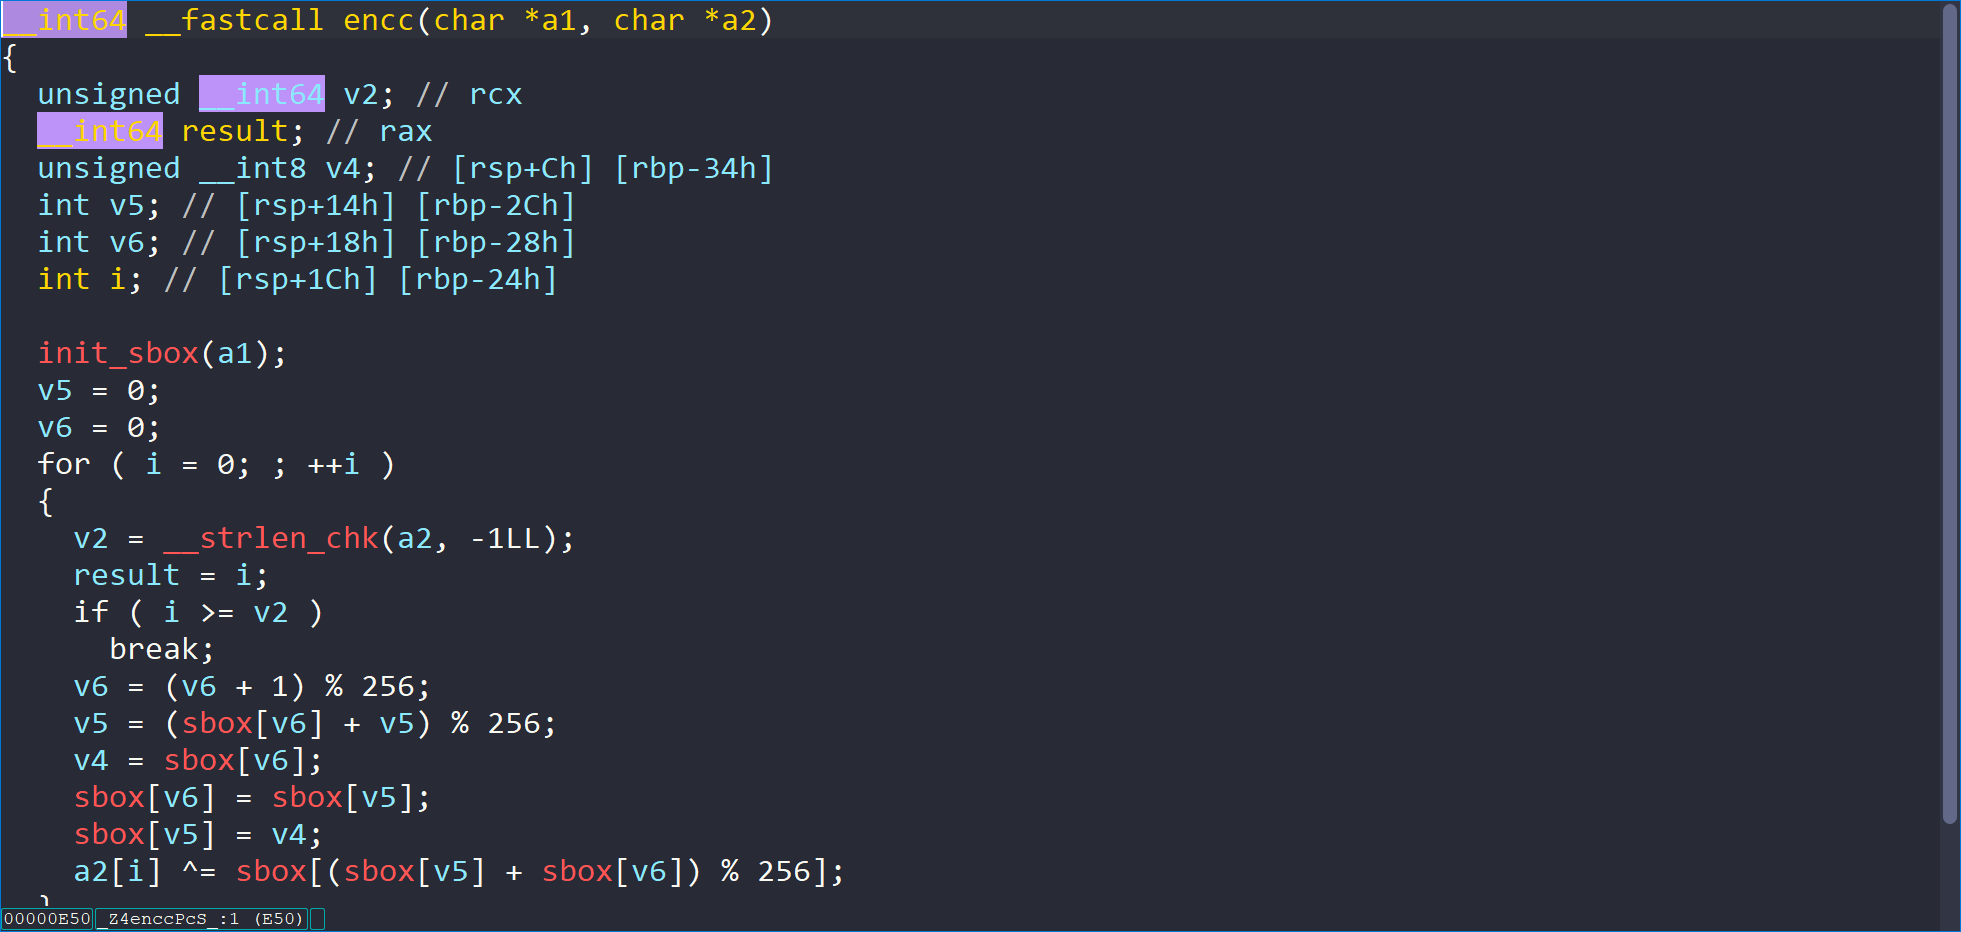 __int64 __fastcall encc(char *a1, char *a2)
{
  unsigned __int64 v2; // rcx
  __int64 result; // rax
  unsigned __int8 v4; // [rsp+Ch] [rbp-34h]
  int v5; // [rsp+14h] [rbp-2Ch]
  int v6; // [rsp+18h] [rbp-28h]
  int i; // [rsp+1Ch] [rbp-24h]

  init_sbox(a1);
  v5 = 0;
  v6 = 0;
  for ( i = 0; ; ++i )
  {
    v2 = __strlen_chk(a2, -1LL);
    result = i;
    if ( i >= v2 )
      break;
    v6 = (v6 + 1) % 256;
    v5 = (sbox[v6] + v5) % 256;
    v4 = sbox[v6];
    sbox[v6] = sbox[v5];
    sbox[v5] = v4;
    a2[i] ^= sbox[(sbox[v5] + sbox[v6]) % 256];
  }
00000E50 _Z4enccPcS_:1 (E50)